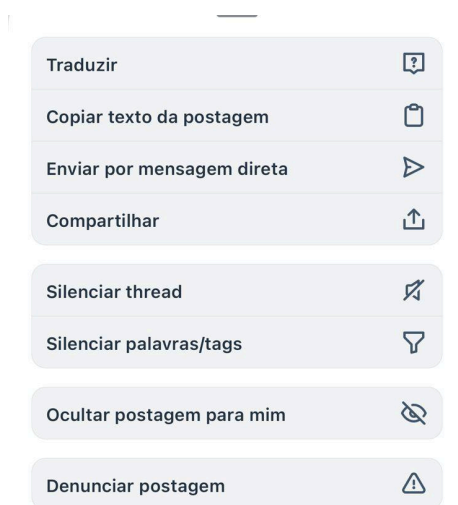 Traduzir
Copiar texto da postagem
Enviar por mensagem direta
Compartilhar
Silenciar thread
Silenciar palavras/tags
Ocultar postagem para mim
Denunciar postagem